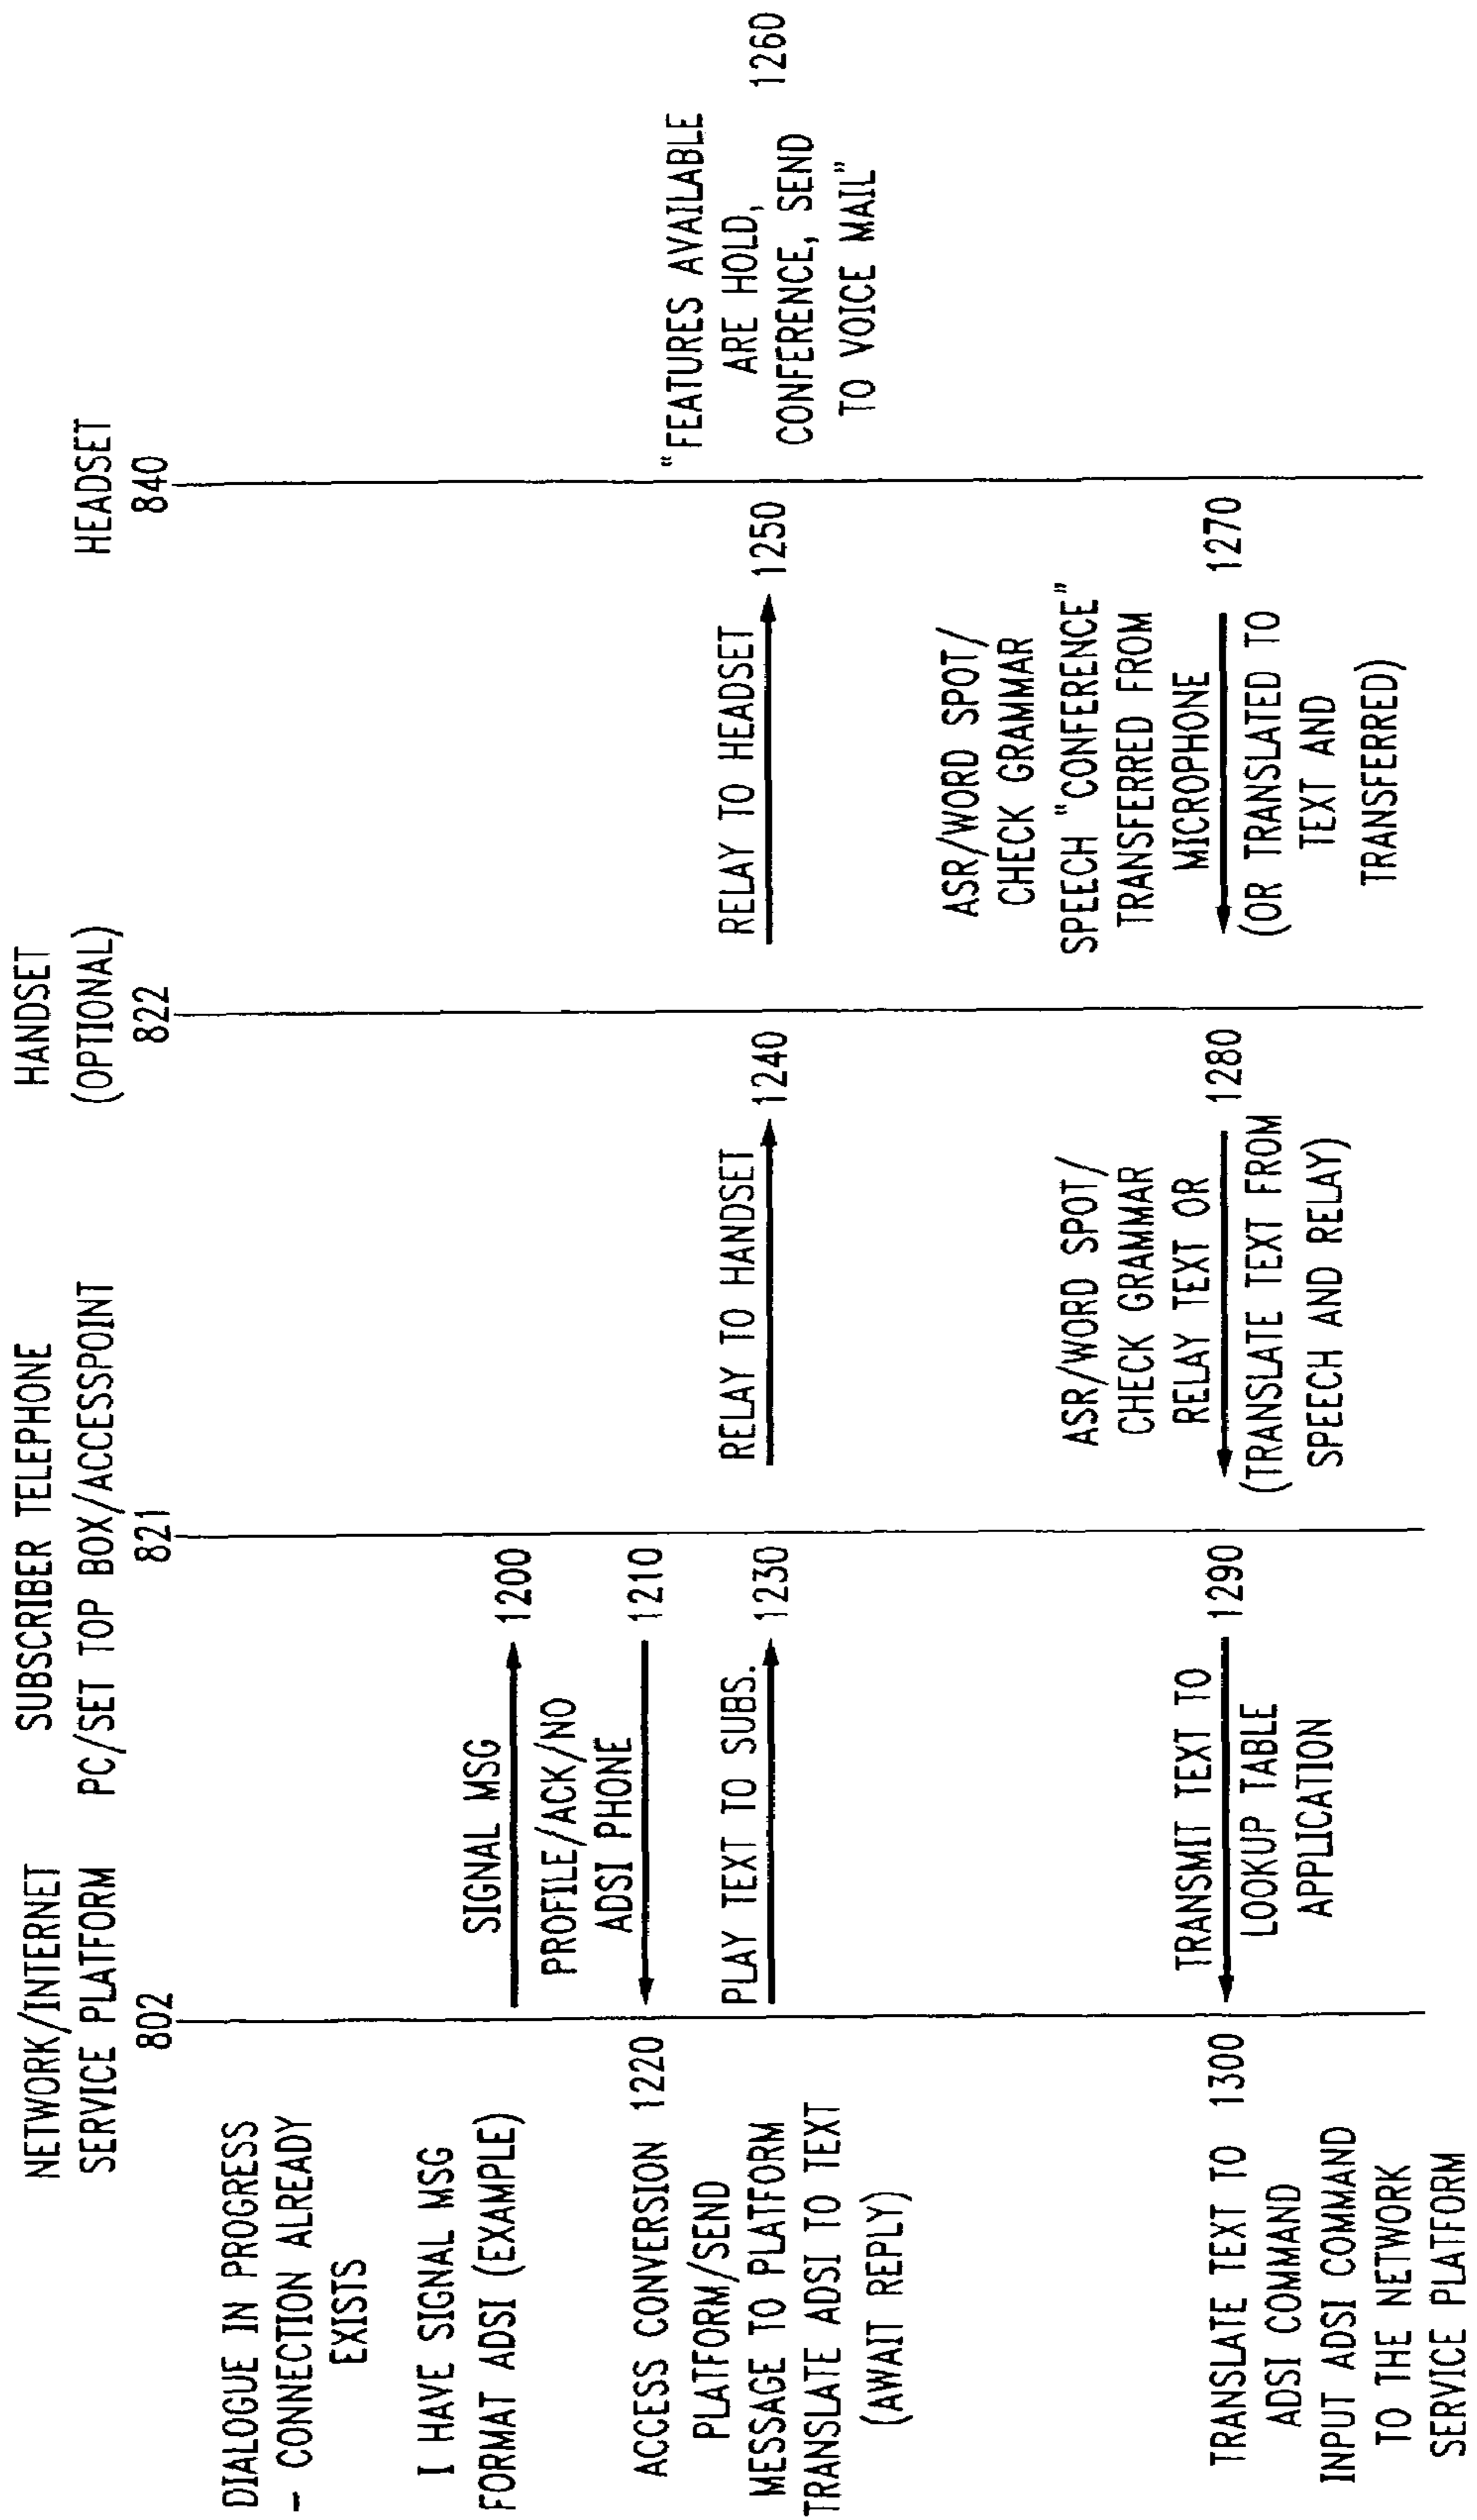 NETWORK/INTERNET
SERVICE PLATFORM
802
SUBSCRIBER TELEPHONE
PC/SET TOP BOX/ACCESSPOINT
821
HANDSET
(OPTIONAL)
822
HEADSET
840
DIALOGUE IN PROGRESS
- CONNECTION ALREADY
EXISTS
I HAVE SIGNAL MSG
FORMAT ADSI (EXAMPLE)
SIGNAL MSG
1200
PROFILE/ACK/NO
ADSI PHONE
1210
ACCESS CONVERSION 1220
PLATFORM/SEND
MESSAGE TO PLATFORM
TRANSLATE ADSI TO TEXT
(AWAIT REPLY)
PLAY TEXT TO SUBS.
1230
RELAY TO HANDSET
1240
RELAY TO HEADSET
1250
"FEATURES AVAILABLE
ARE HOLD,
CONFERENCE, SEND 1260
TO VOICE MAIL"
ASR/WORD SPOT/
CHECK GRAMMAR
SPEECH "CONFERENCE"
TRANSFERRED FROM
MICROPHONE
1270
(OR TRANSLATED TO
TEXT AND
TRANSFERRED)
ASR/WORD SPOT/
CHECK GRAMMAR
RELAY TEXT OR
1280
(TRANSLATE TEXT FROM
SPEECH AND RELAY)
TRANSMIT TEXT TO
1290
LOOKUP TABLE
APPLICATION
TRANSLATE TEXT TO 1300
ADSI COMMAND
INPUT ADSI COMMAND
TO THE NETWORK
SERVICE PLATFORM